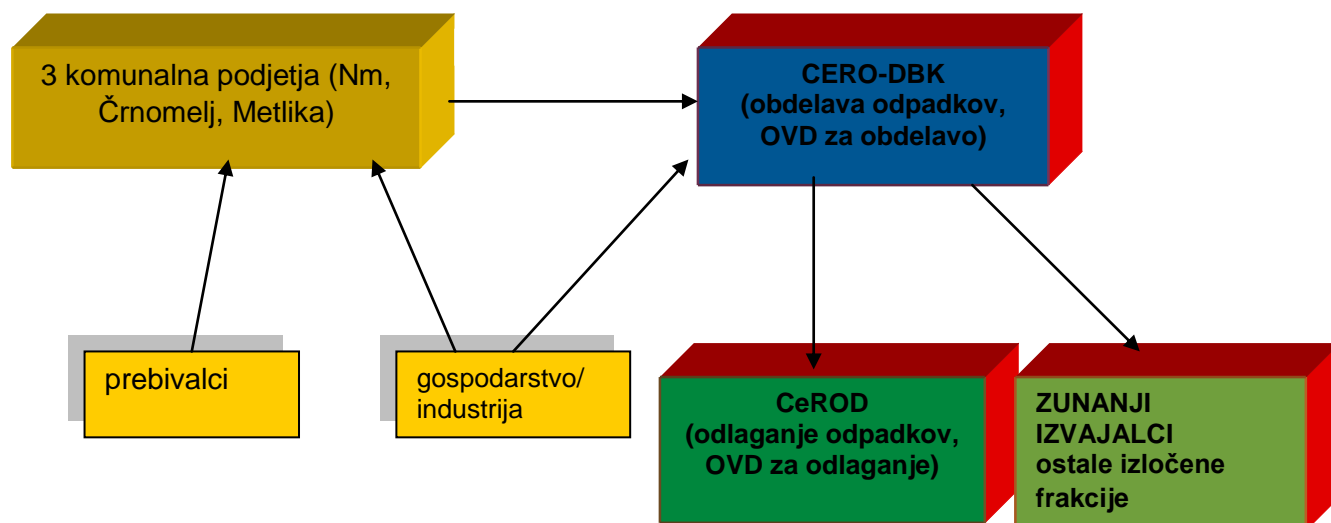 3 komunalna podjetja (Nm,
Črnomelj, Metlika)
CERO-DBK
(obdelava odpadkov,
OVD za obdelavo)
prebivalci
gospodarstvo/
industrija
CeROD
(odlaganje odpadkov,
OVD za odlaganje)
ZUNANJI
IZVAJALCI
ostale izločene
frakcije